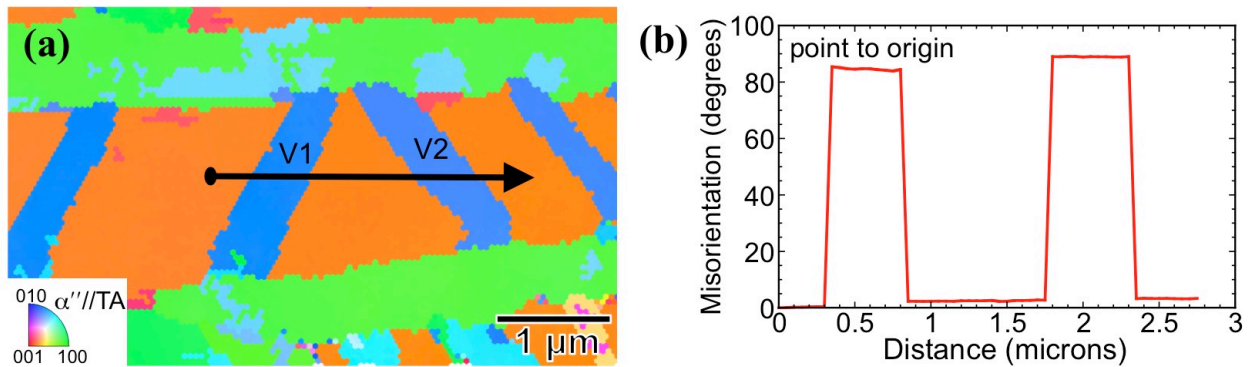 (a)
V1
V2
010 α′′//TA
001 100
1 μm
(b)
point to origin
Misorientation (degrees)
100
80
60
40
20
0
0 0.5 1 1.5 2 2.5 3
Distance (microns)